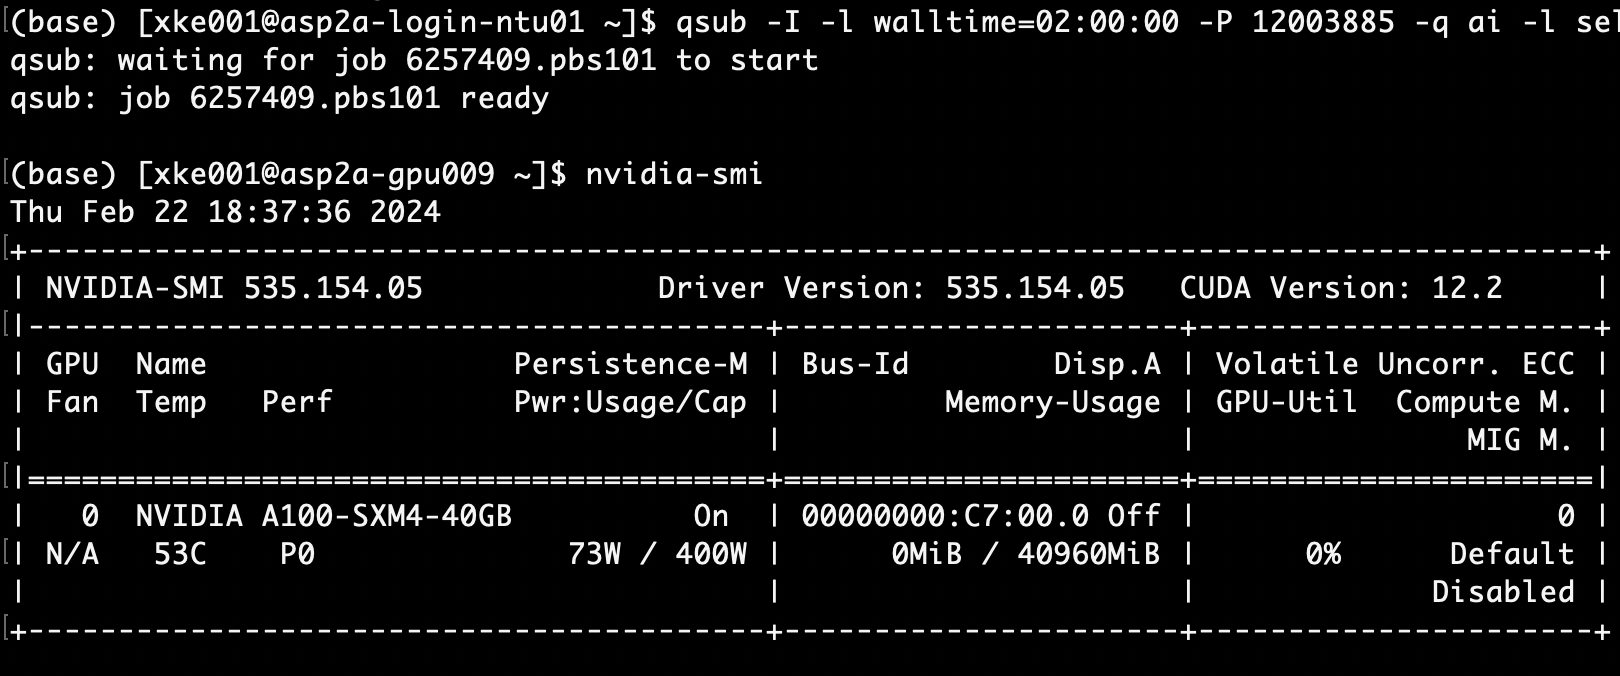 (base) [xke001@asp2a-login-ntu01 ~]$ qsub -I -l walltime=02:00:00 -P 12003885 -q ai -l sel
qsub: waiting for job 6257409.pbs101 to start
qsub: job 6257409.pbs101 ready
(base) [xke001@asp2a-gpu009 ~]$ nvidia-smi
Thu Feb 22 18:37:36 2024
+---------------------------------------------------------------------------------------+
| NVIDIA-SMI 535.154.05             Driver Version: 535.154.05   CUDA Version: 12.2     |
|-----------------------------------------+----------------------+----------------------+
| GPU  Name                 Persistence-M | Bus-Id        Disp.A | Volatile Uncorr. ECC |
| Fan  Temp   Perf          Pwr:Usage/Cap |         Memory-Usage | GPU-Util  Compute M. |
|                                         |                      |               MIG M. |
|=========================================+======================+======================|
|   0  NVIDIA A100-SXM4-40GB          On  | 00000000:C7:00.0 Off |                    0 |
| N/A   53C    P0              73W / 400W |      0MiB / 40960MiB |      0%      Default |
|                                         |                      |             Disabled |
+-----------------------------------------+----------------------+----------------------+